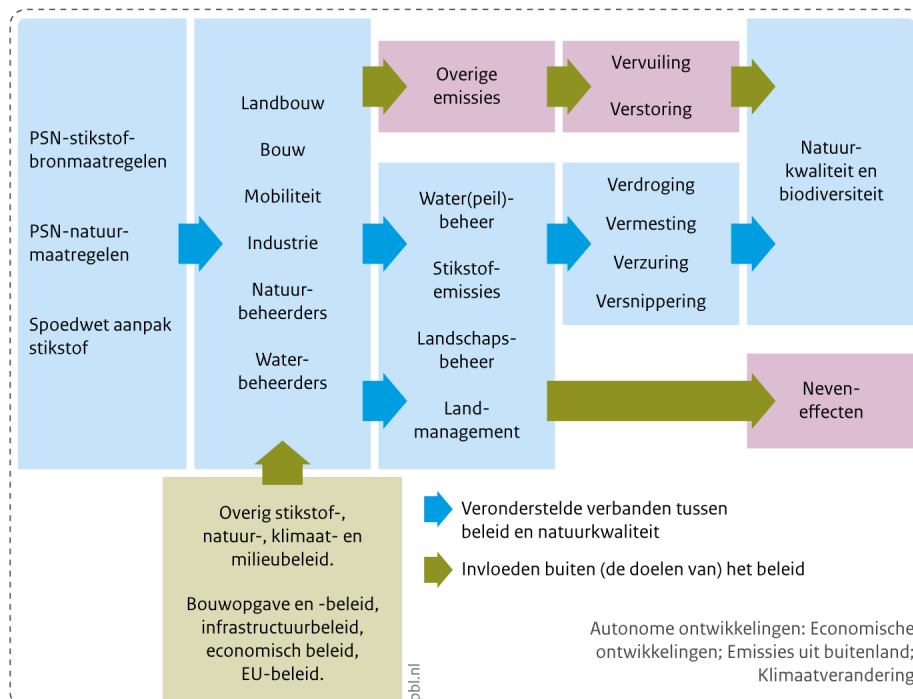 PSN-stikstof-
bronmaatregelen
PSN-natuur-
maatregelen
Spoedwet aanpak
stikstof
Landbouw
Bouw
Mobiliteit
Industrie
Natuur-
beheerders
Water-
beheerders
Overige
emissies
Vervuiling
Verstoring
Water(peil)-
beheer
Stikstof-
emissies
Landschaps-
beheer
Land-
management
Verdroging
Vermesting
Verzuring
Versnippering
Natuur-
kwaliteit en
biodiversiteit
Neven-
effecten
Overig stikstof-,
natuur-, klimaat- en
milieubeleid.
Bouwopgave en -beleid,
infrastructuurbeleid,
economisch beleid,
EU-beleid.
pbl.nl
Veronderstelde verbanden tussen
beleid en natuurkwaliteit
Invloeden buiten (de doelen van) het beleid
Autonome ontwikkelingen: Economische
ontwikkelingen; Emissies uit buitenland;
Klimaatverandering